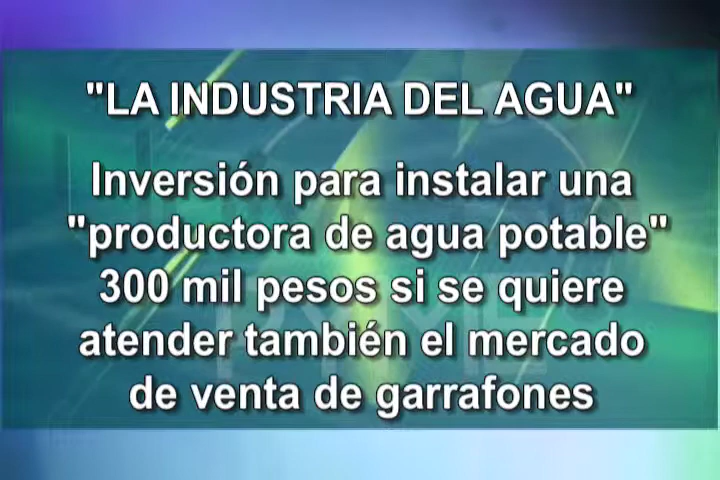 "LA INDUSTRIA DEL AGUA"
Inversión para instalar una
"productora de agua potable"
300 mil pesos si se quiere
atender también el mercado
de venta de garrafones